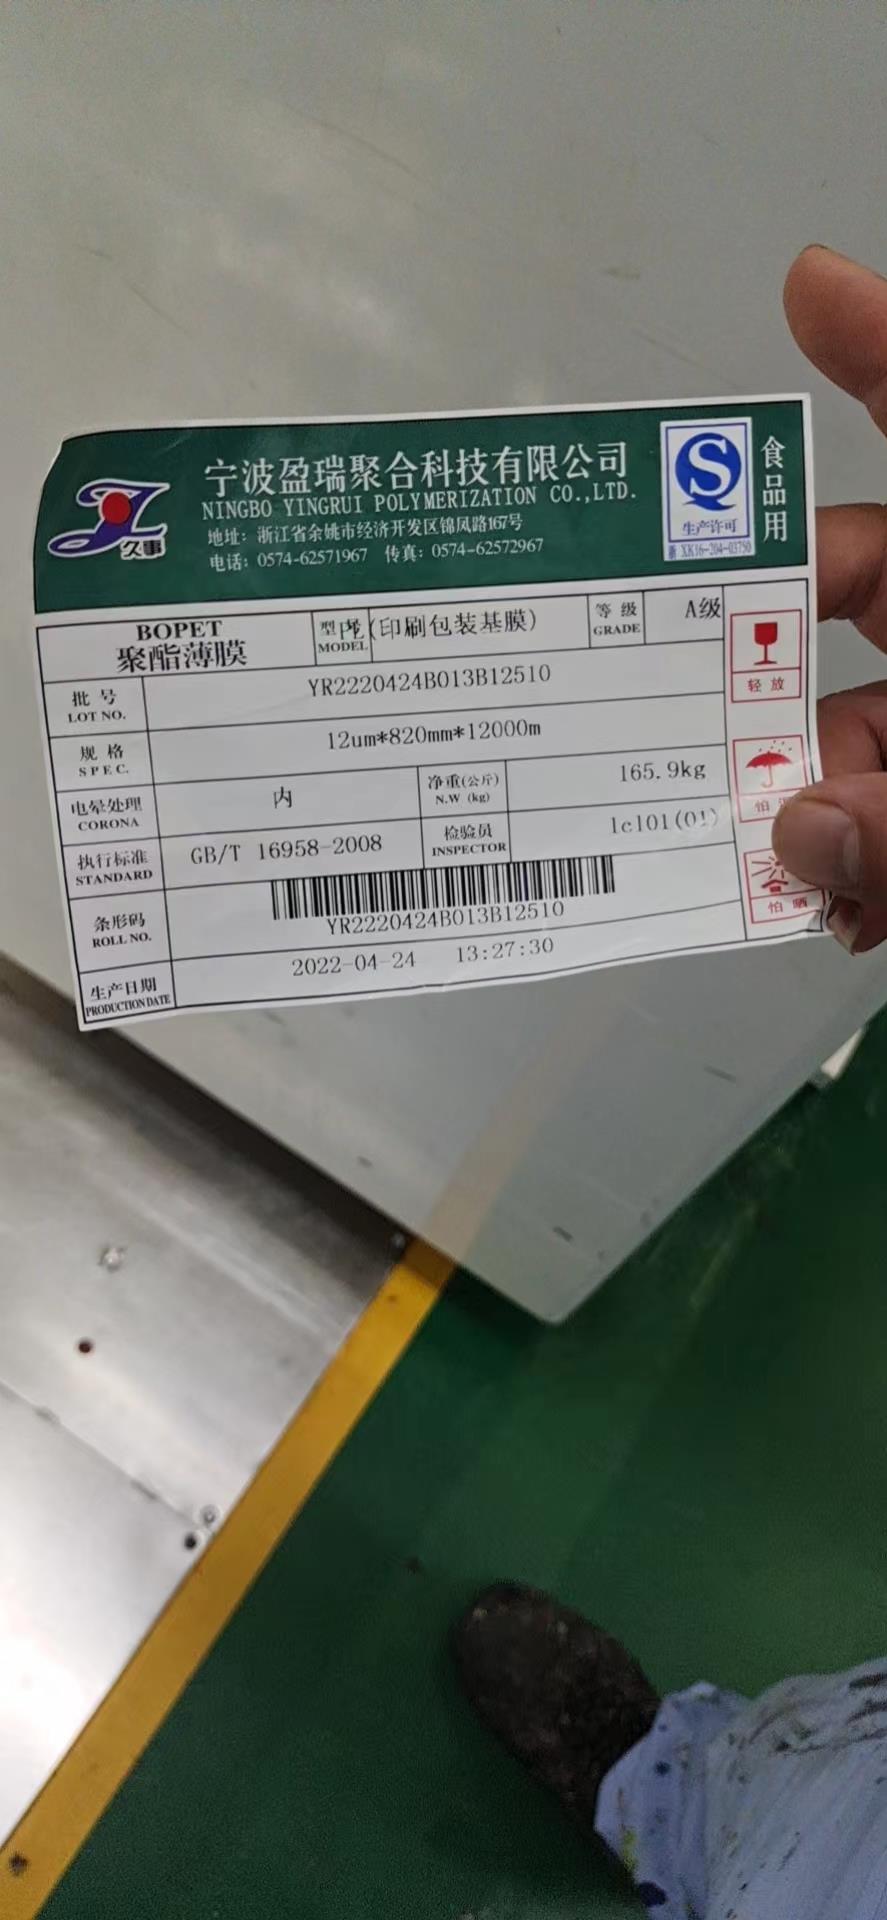 久事
宁波盈瑞聚合科技有限公司
NINGBO YINGRUI POLYMERIZATION CO.,LTD.
地址：浙江省余姚市经济开发区锦凤路167号
电话：0574-62571967 传真：0574-62572967
S
生产许可
浙 XK16-204-03750
食品用
BOPET
聚酯薄膜
型号
MODEL
(印刷包装基膜)
等级
GRADE
A级
批号
LOT NO.
YR2220424B013B12510
规格
SPEC.
12um*820mm*12000m
电晕处理
CORONA
内
净重(公斤)
N.W (kg)
165.9kg
执行标准
STANDARD
GB/T 16958-2008
检验员
INSPECTOR
1c101(01)
条形码
ROLL NO.
YR2220424B013B12510
生产日期
PRODUCTION DATE
2022-04-24 13:27:30
轻放
怕
怕晒